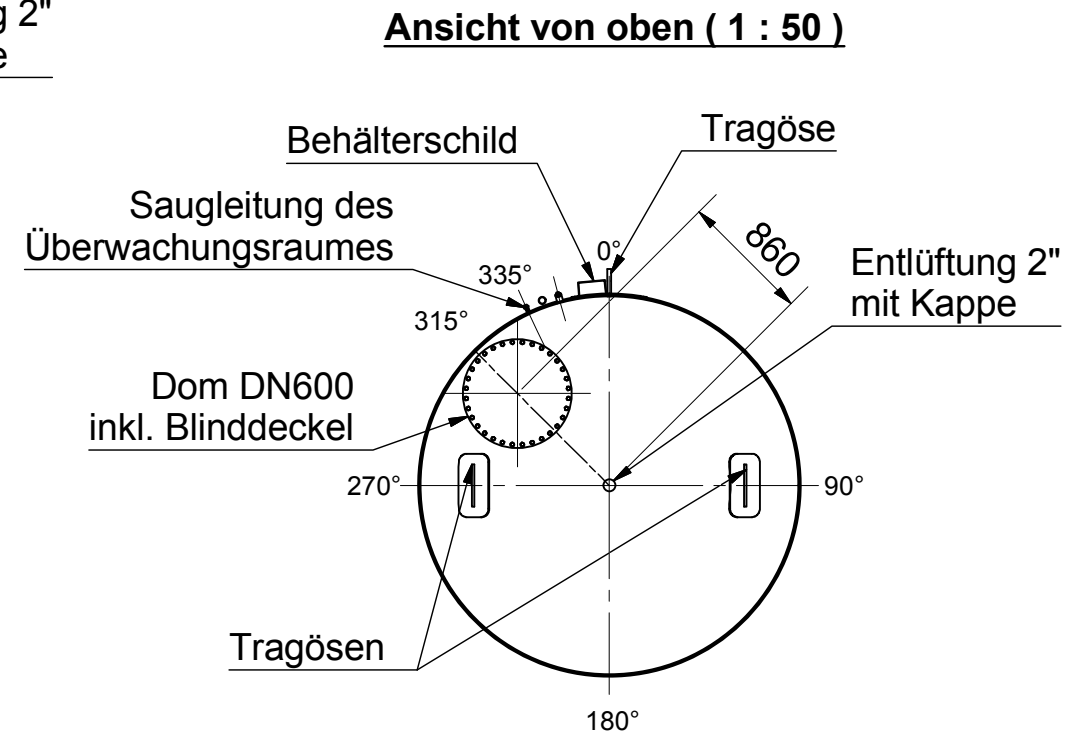 g 2"
e
Ansicht von oben ( 1 : 50 )
Behälterschild
Tragöse
Saugleitung des
Überwachungsraumes
860
0°
335°
Entlüftung 2"
mit Kappe
315°
Dom DN600
inkl. Blinddeckel
270°
90°
Tragösen
180°